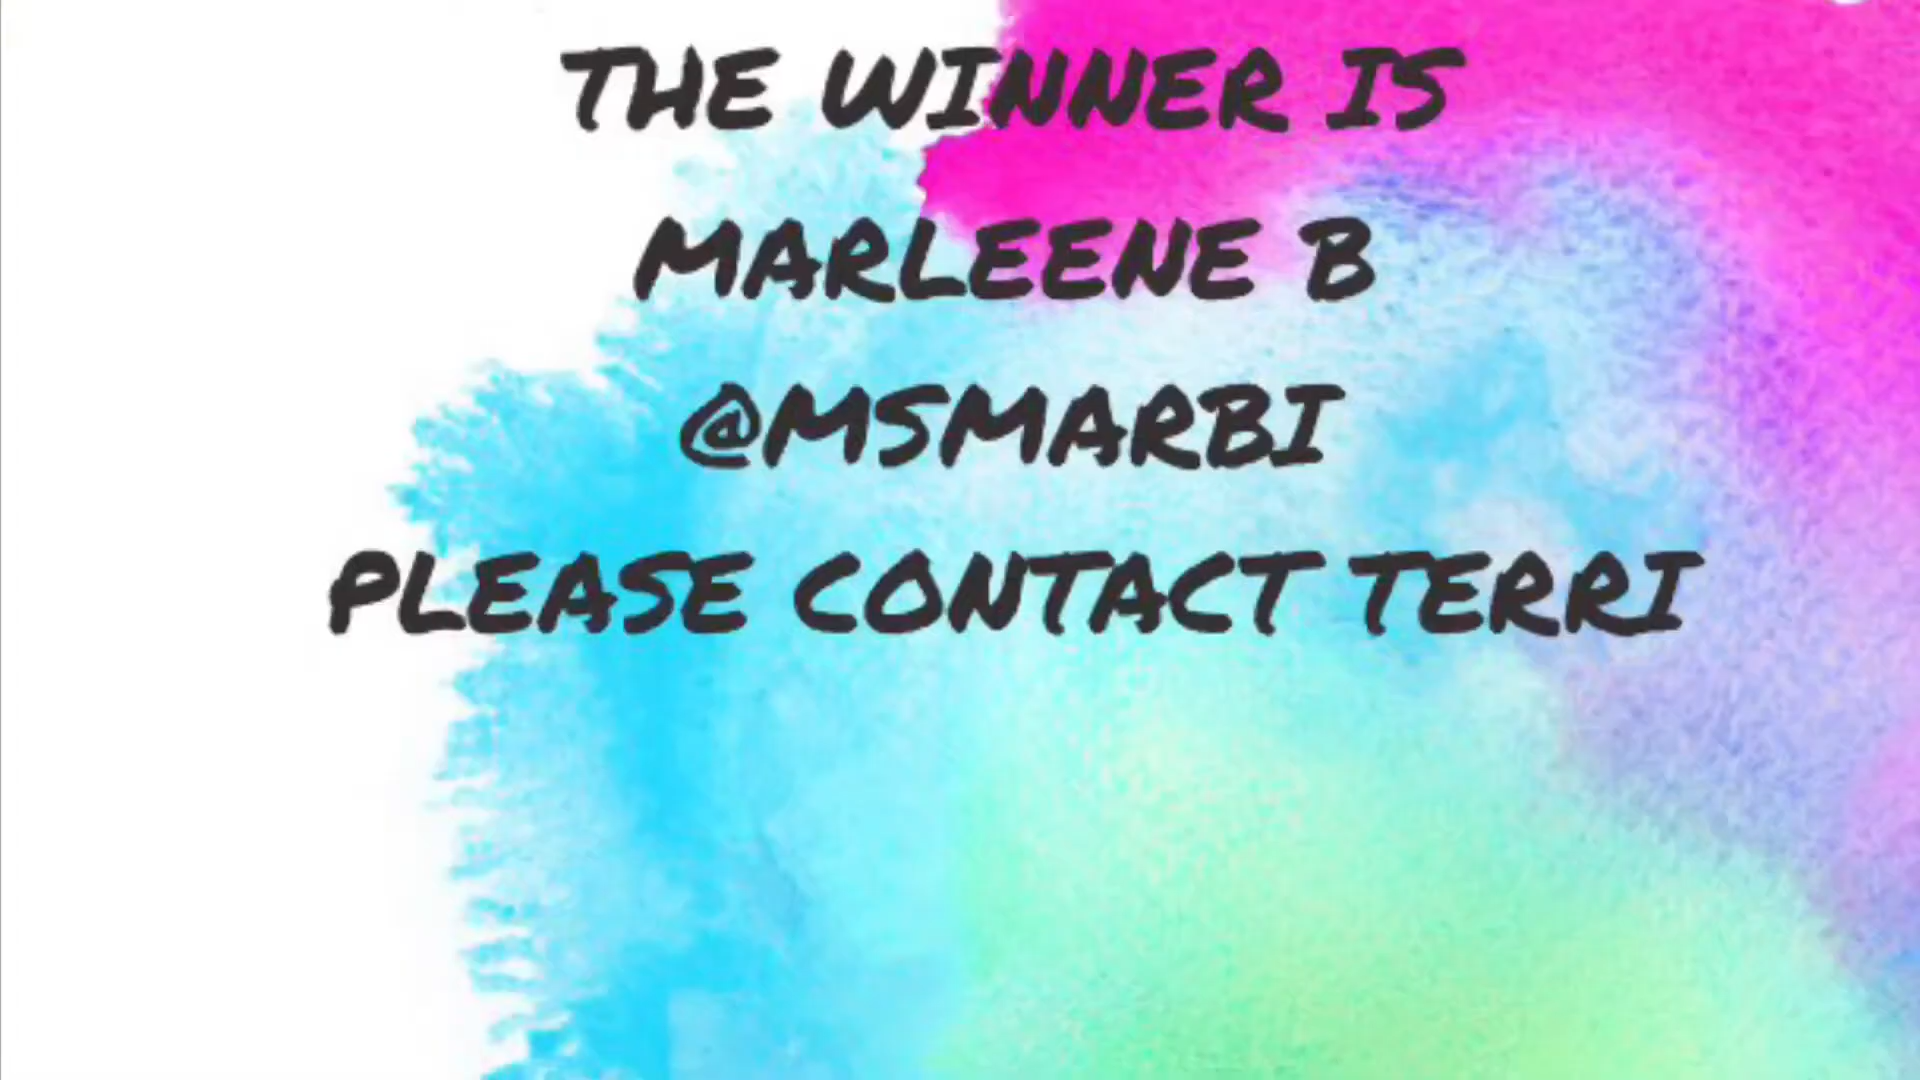 THE WINNER IS
MARLEENE B
@MSMARBI
PLEASE CONTACT TERRI